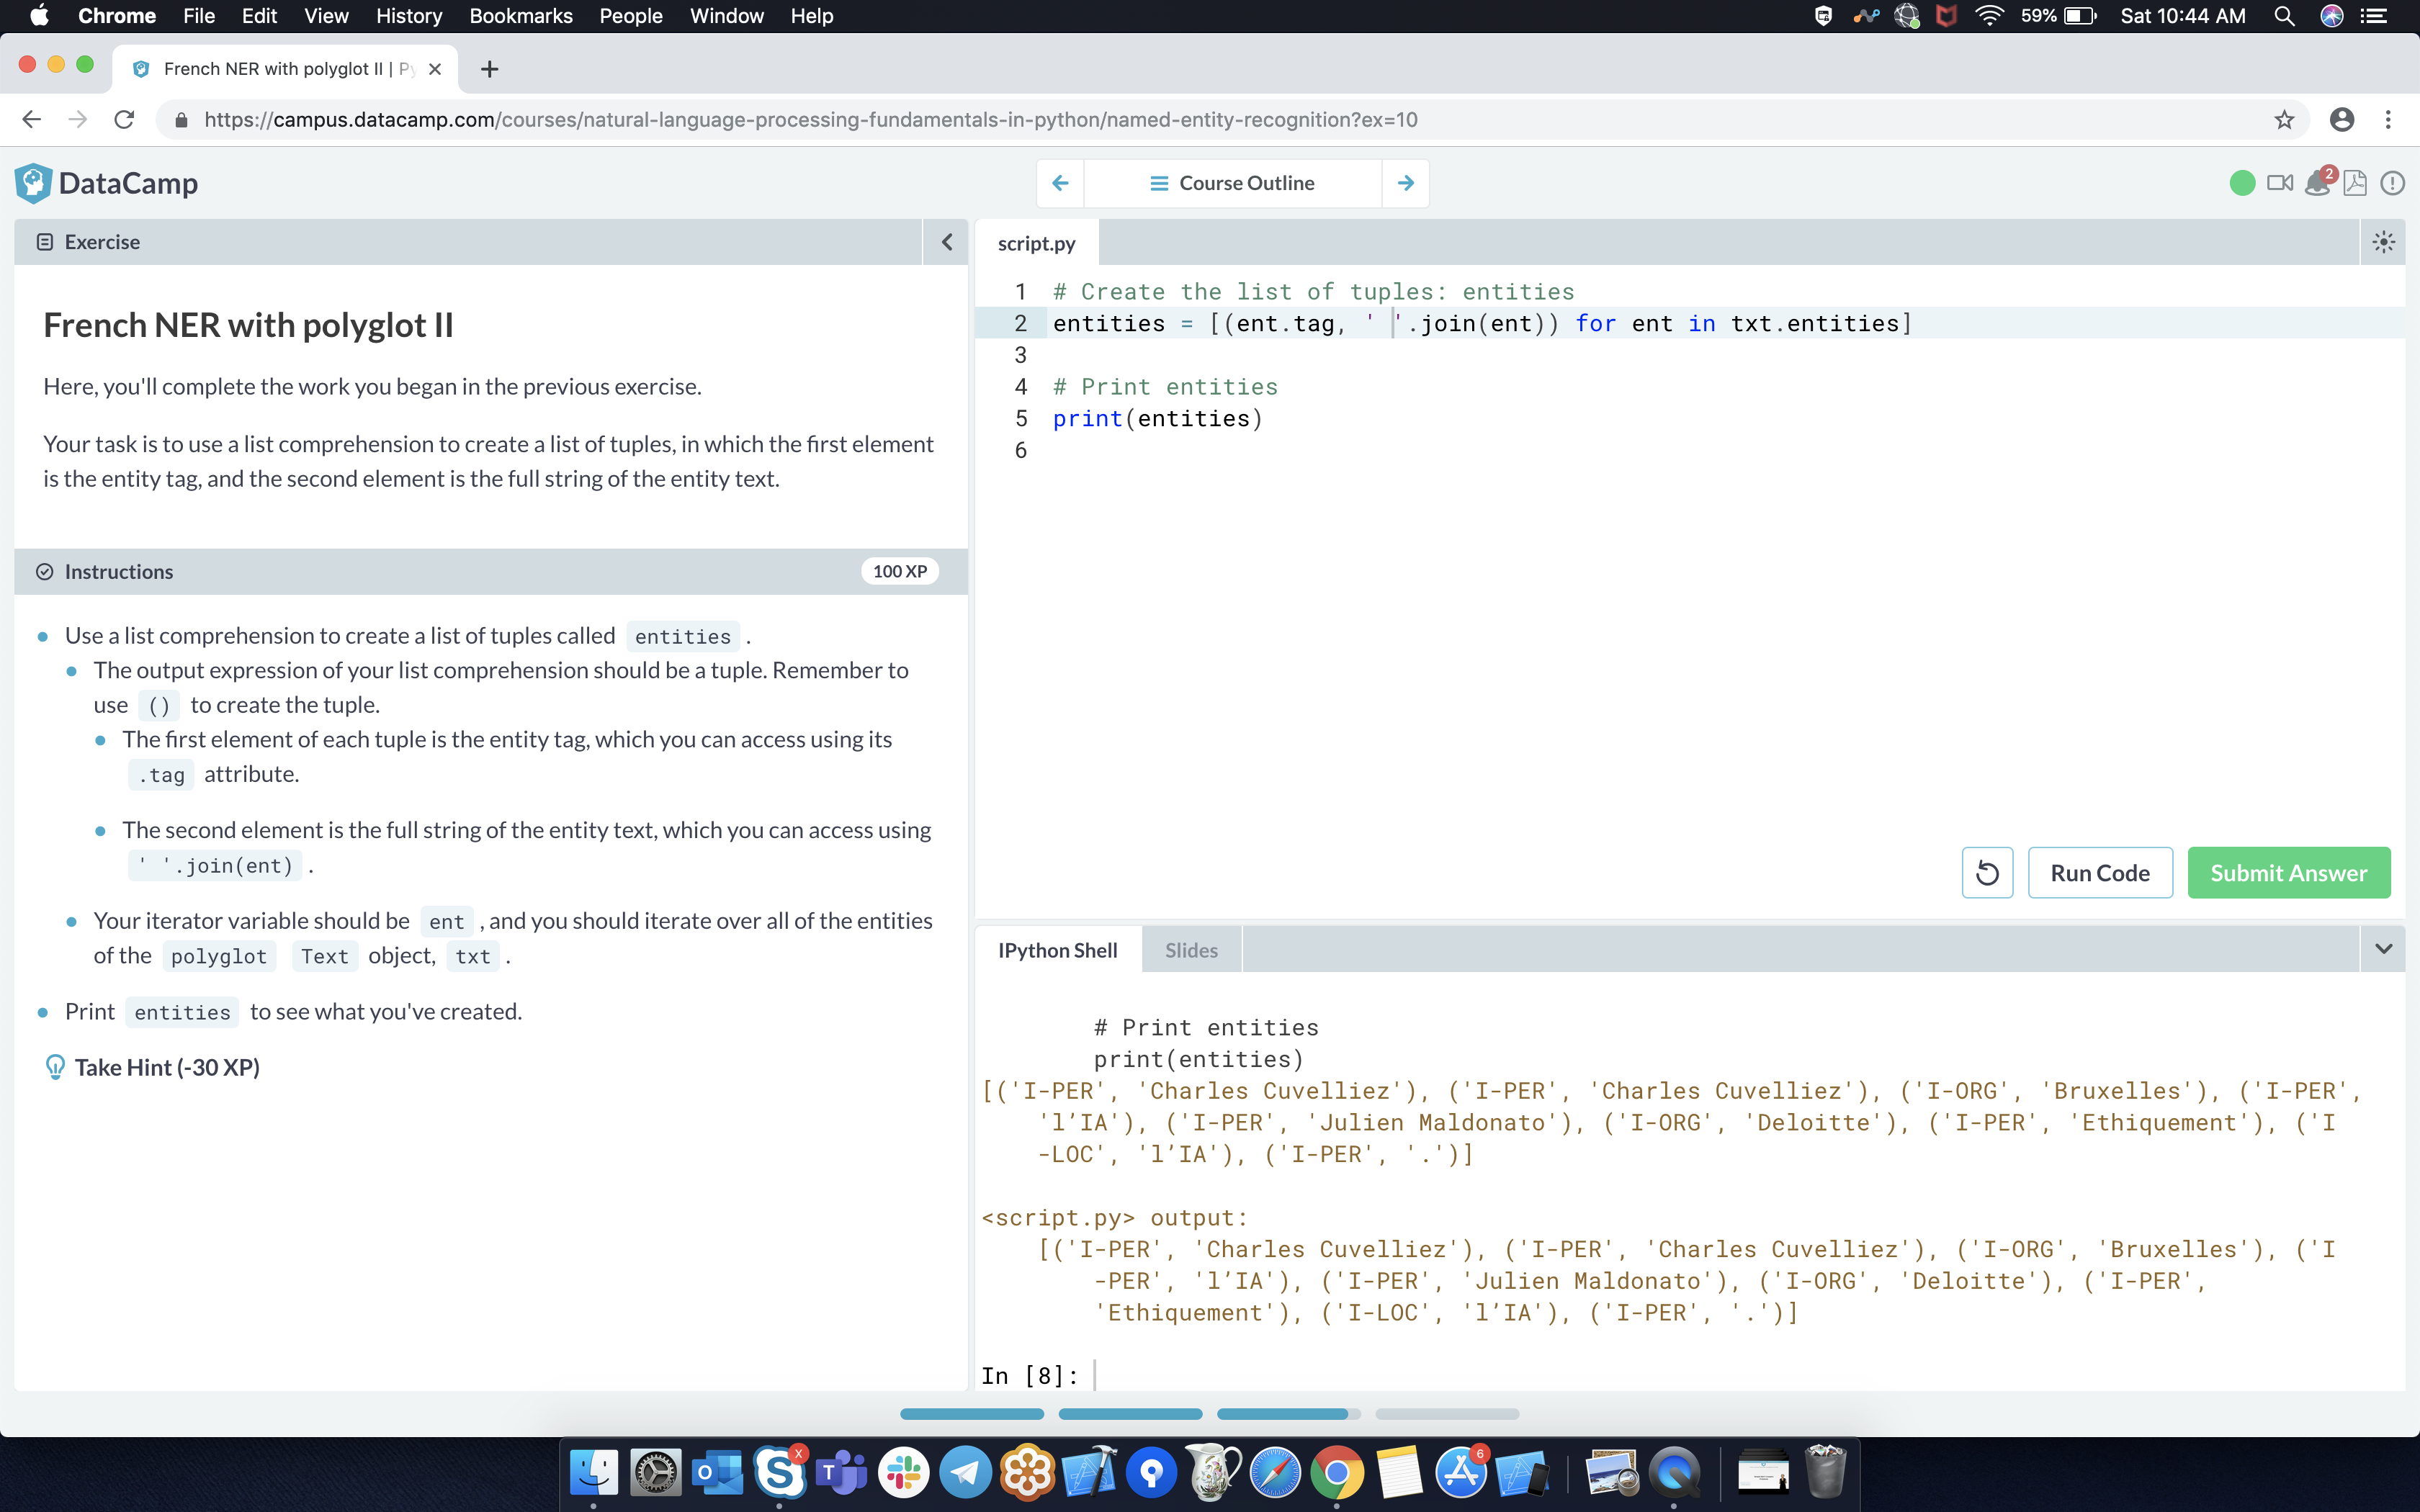 Chrome File Edit View History Bookmarks People Window Help 59% Sat 10:44 AM
French NER with polyglot II | Py
https://campus.datacamp.com/courses/natural-language-processing-fundamentals-in-python/named-entity-recognition?ex=10
DataCamp
Course Outline
2
Exercise
French NER with polyglot II
Here, you'll complete the work you began in the previous exercise.
Your task is to use a list comprehension to create a list of tuples, in which the first element
is the entity tag, and the second element is the full string of the entity text.
Instructions 100 XP
Use a list comprehension to create a list of tuples called entities .
The output expression of your list comprehension should be a tuple. Remember to
use () to create the tuple.
The first element of each tuple is the entity tag, which you can access using its
.tag attribute.
The second element is the full string of the entity text, which you can access using
' '.join(ent) .
Your iterator variable should be ent , and you should iterate over all of the entities
of the polyglot Text object, txt .
Print entities to see what you've created.
Take Hint (-30 XP)
script.py
1 # Create the list of tuples: entities
2 entities = [(ent.tag, ' '.join(ent)) for ent in txt.entities]
3
4 # Print entities
5 print(entities)
6
Run Code
Submit Answer
IPython Shell Slides
# Print entities
print(entities)
[('I-PER', 'Charles Cuvelliez'), ('I-PER', 'Charles Cuvelliez'), ('I-ORG', 'Bruxelles'), ('I-PER',
'l’IA'), ('I-PER', 'Julien Maldonato'), ('I-ORG', 'Deloitte'), ('I-PER', 'Ethiquement'), ('I
-LOC', 'l’IA'), ('I-PER', '.')]
<script.py> output:
[('I-PER', 'Charles Cuvelliez'), ('I-PER', 'Charles Cuvelliez'), ('I-ORG', 'Bruxelles'), ('I
-PER', 'l’IA'), ('I-PER', 'Julien Maldonato'), ('I-ORG', 'Deloitte'), ('I-PER',
'Ethiquement'), ('I-LOC', 'l’IA'), ('I-PER', '.')]
In [8]:
6